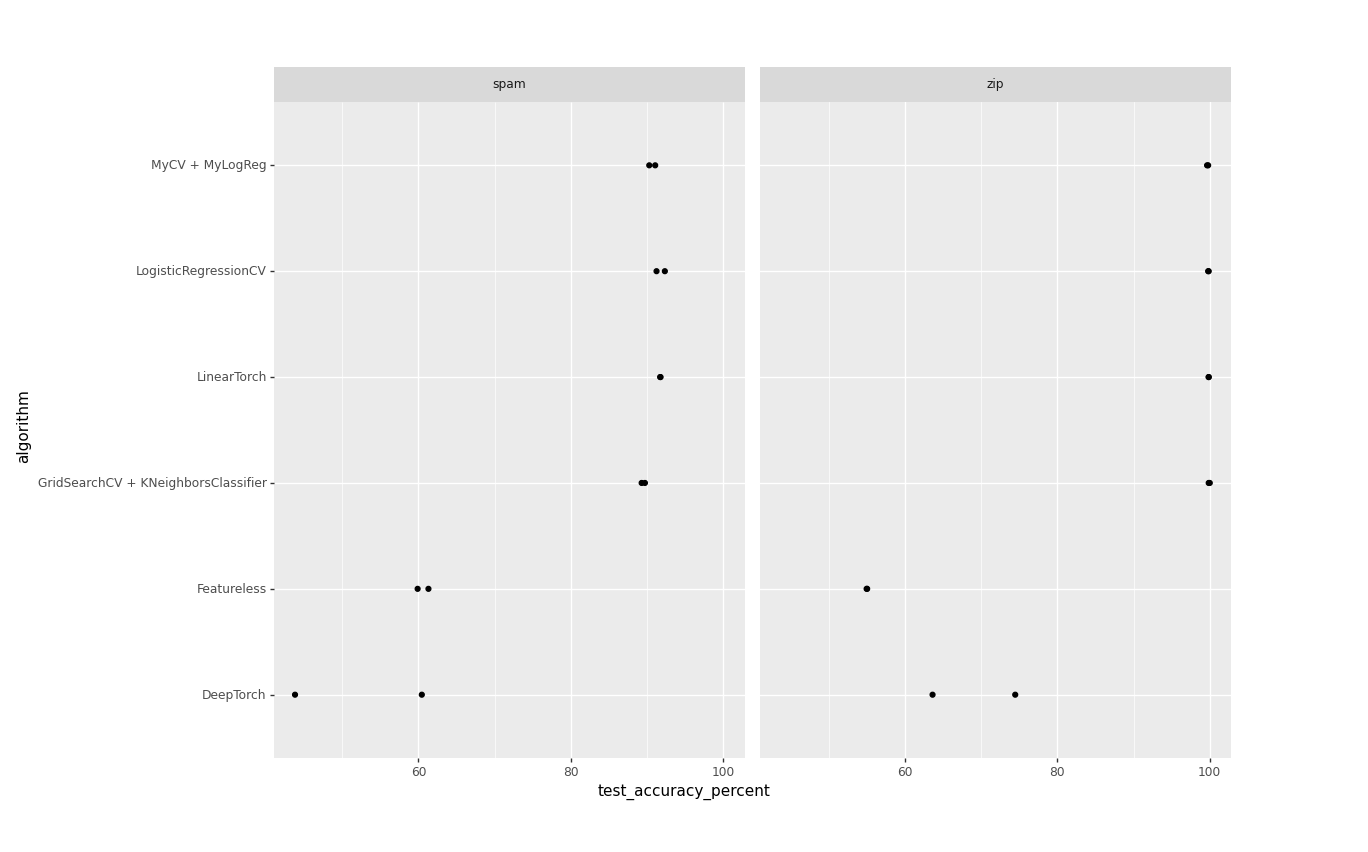 spam
zip
MyCV + MyLogReg
LogisticRegressionCV
LinearTorch
GridSearchCV + KNeighborsClassifier
Featureless
DeepTorch
algorithm
60 80 100
60 80 100
test_accuracy_percent